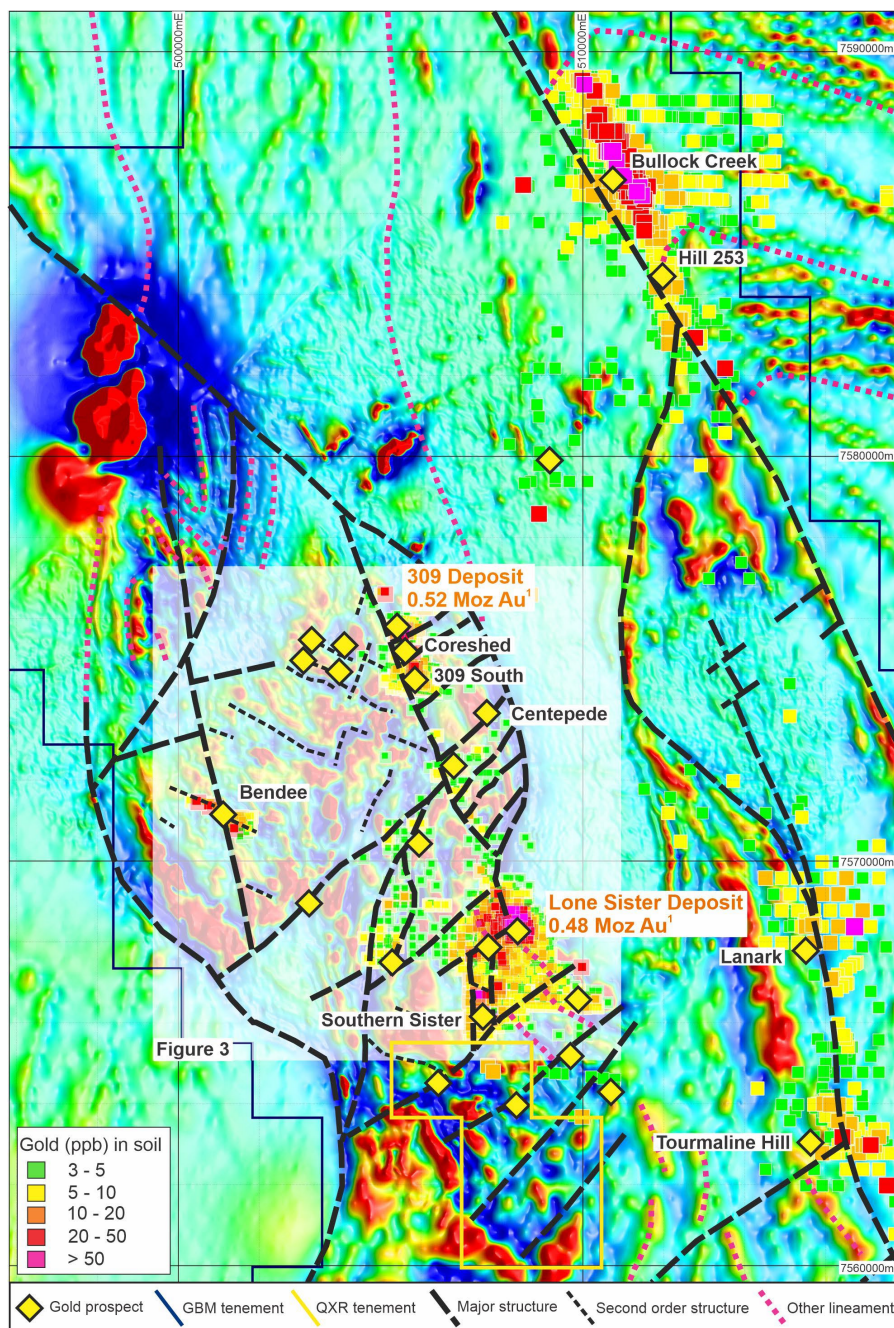 500000mE
510000mE
7590000m
Bullock Creek
Hill 253
7580000m
309 Deposit
0.52 Moz Au¹
Coreshed
309 South
Centepede
Bendee
7570000m
Lone Sister Deposit
0.48 Moz Au¹
Lanark
Southern Sister
Figure 3
Tourmaline Hill
Gold (ppb) in soil
3 - 5
5 - 10
10 - 20
20 - 50
> 50
7560000m
Gold prospect
GBM tenement
QXR tenement
Major structure
Second order structure
Other lineament